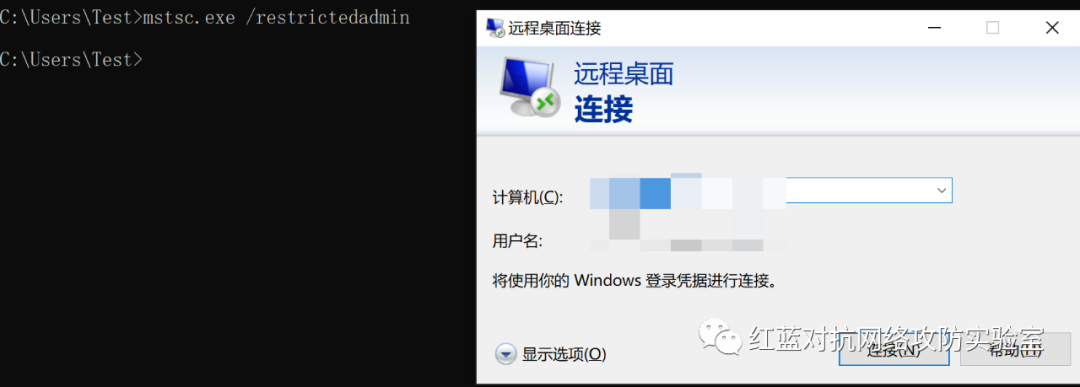 C:\Users\Test>mstsc.exe /restrictedadmin
C:\Users\Test>
远程桌面连接
远程桌面
连接
计算机(C):
用户名:
将使用你的 Windows 登录凭据进行连接。
显示选项(O)
连接(N)
帮助(H)
红蓝对抗网络攻防实验室